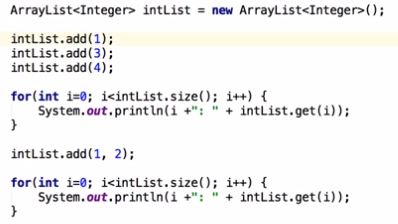 ArrayList<Integer> intList = new ArrayList<Integer>();
intList.add(1);
intList.add(3);
intList.add(4);
for(int i=0; i<intList.size(); i++) {
System.out.println(i +": " + intList.get(i));
}
intList.add(1, 2);
for(int i=0; i<intList.size(); i++) {
System.out.println(i +": " + intList.get(i));
}